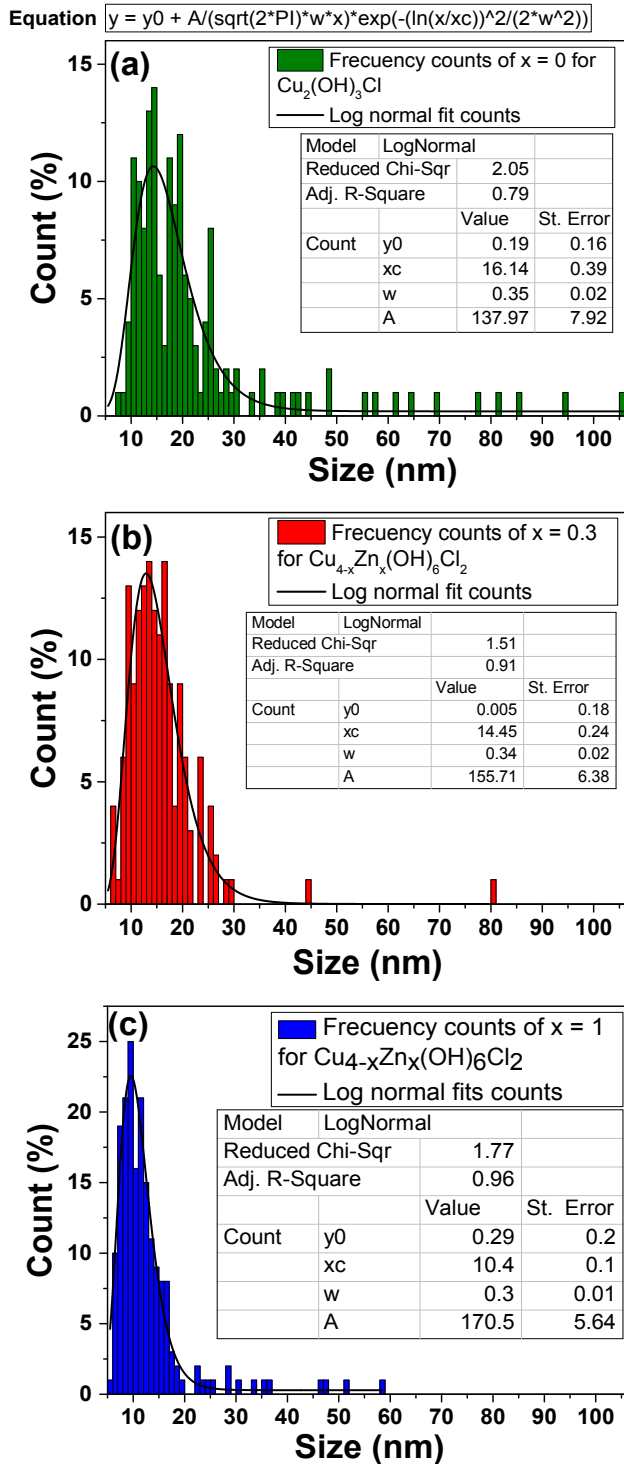 Equation y = y0 + A/(sqrt(2*PI)*w*x)*exp(-(ln(x/xc))^2/(2*w^2))
(a)
Frecuency counts of x = 0 for
Cu2(OH)3Cl
Log normal fit counts
Model LogNormal
Reduced Chi-Sqr 2.05
Adj. R-Square 0.79
Value St. Error
Count y0 0.19 0.16
xc 16.14 0.39
w 0.35 0.02
A 137.97 7.92
Count (%)
15
10
5
0
10 20 30 40 50 60 70 80 90 100
Size (nm)
(b)
Frecuency counts of x = 0.3
for Cu4-xZnx(OH)6Cl2
Log normal fit counts
Model LogNormal
Reduced Chi-Sqr 1.51
Adj. R-Square 0.91
Value St. Error
Count y0 0.005 0.18
xc 14.45 0.24
w 0.34 0.02
A 155.71 6.38
Count (%)
15
10
5
0
10 20 30 40 50 60 70 80 90 100
Size (nm)
(c)
Frecuency counts of x = 1
for Cu4-xZnx(OH)6Cl2
Log normal fits counts
Model LogNormal
Reduced Chi-Sqr 1.77
Adj. R-Square 0.96
Value St. Error
Count y0 0.29 0.2
xc 10.4 0.1
w 0.3 0.01
A 170.5 5.64
Count (%)
25
20
15
10
5
0
10 20 30 40 50 60 70 80 90 100
Size (nm)